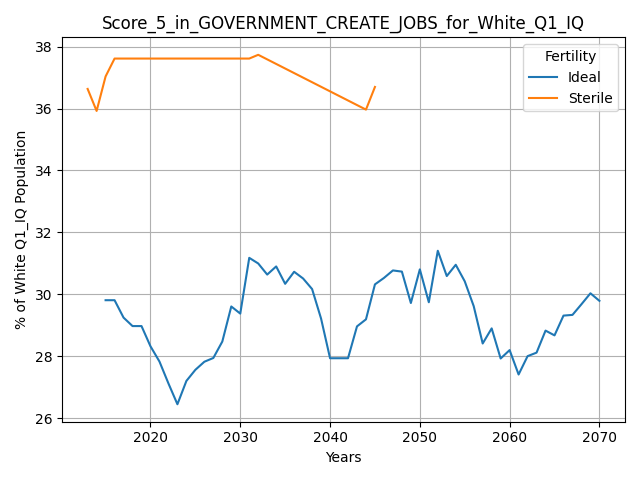 Score_5_in_GOVERNMENT_CREATE_JOBS_for_White_Q1_IQ
Fertility
Ideal
Sterile
38
36
34
32
30
28
26
% of White Q1_IQ Population
2020 2030 2040 2050 2060 2070
Years